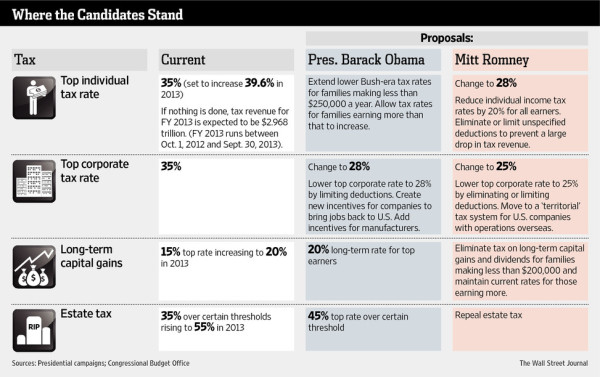 Where the Candidates Stand
Proposals:
Tax
Current
Pres. Barack Obama
Mitt Romney
Top individual
tax rate
35% (set to increase 39.6% in
2013)
If nothing is done, tax revenue for
FY 2013 is expected to be $2.968
trillion. (FY 2013 runs between
Oct. 1, 2012 and Sept. 30, 2013).
Extend lower Bush-era tax rates
for families making less than
$250,000 a year. Allow tax rates
for families earning more than
that to increase.
Change to 28%
Reduce individual income tax
rates by 20% for all earners.
Eliminate or limit unspecified
deductions to prevent a large
drop in tax revenue.
Top corporate
tax rate
35%
Change to 28%
Lower top corporate rate to 28%
by limiting deductions. Create
new incentives for companies to
bring jobs back to U.S. Add
incentives for manufacturers.
Change to 25%
Lower top corporate rate to 25%
by eliminating or limiting
deductions. Move to a 'territorial'
tax system for U.S. companies
with operations overseas.
Long-term
capital gains
15% top rate increasing to 20%
in 2013
20% long-term rate for top
earners
Eliminate tax on long-term capital
gains and dividends for families
making less than $200,000 and
maintain current rates for those
earning more.
RIP
Estate tax
35% over certain thresholds
rising to 55% in 2013
45% top rate over certain
threshold
Repeal estate tax
Sources: Presidential campaigns; Congressional Budget Office
The Wall Street Journal